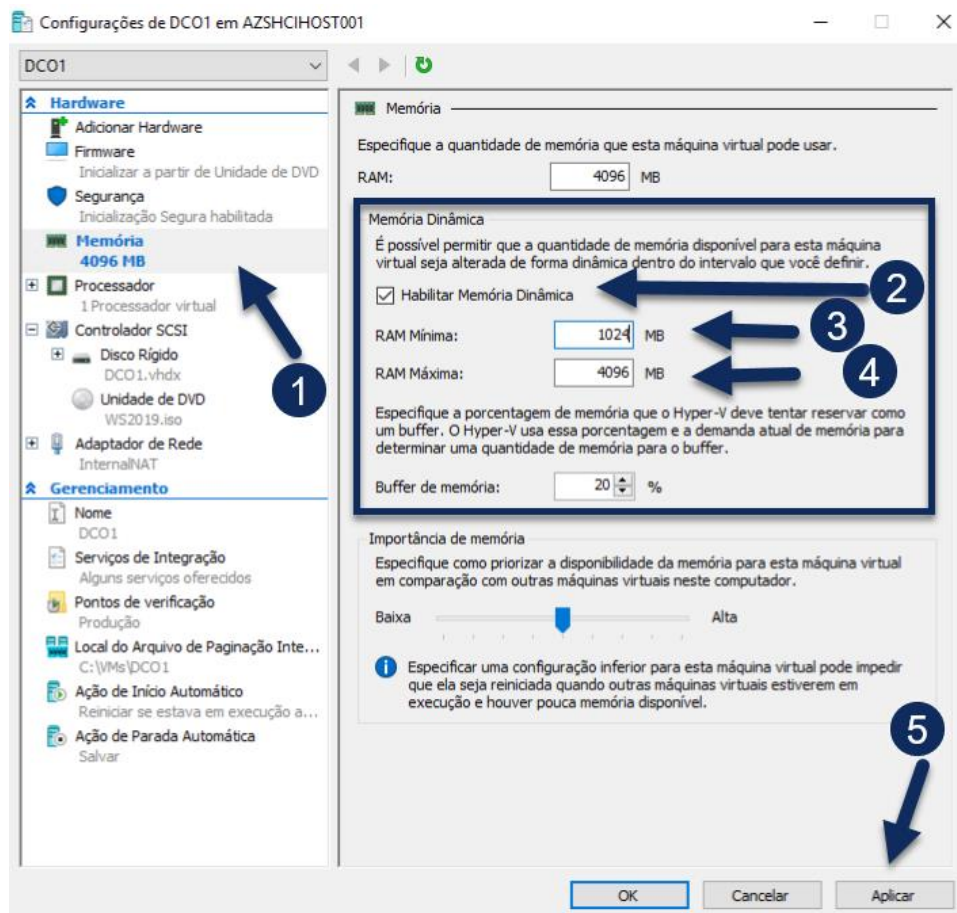 Configurações de DCO1 em AZSHCIHOST001
DCO1
Hardware
Adicionar Hardware
Firmware
Inicializar a partir de Unidade de DVD
Segurança
Inicialização Segura habilitada
Memória
4096 MB
Processador
1 Processador virtual
Controlador SCSI
Disco Rígido
DCO1.vhdx
Unidade de DVD
WS2019.iso
Adaptador de Rede
InternalNAT
Gerenciamento
Nome
DCO1
Serviços de Integração
Alguns serviços oferecidos
Pontos de verificação
Produção
Local do Arquivo de Paginação Inte...
C:\VMs\DCO1
Ação de Início Automático
Reiniciar se estava em execução a...
Ação de Parada Automática
Salvar
1
Memória
Especifique a quantidade de memória que esta máquina virtual pode usar.
RAM: 4096 MB
Memória Dinâmica
É possível permitir que a quantidade de memória disponível para esta máquina
virtual seja alterada de forma dinâmica dentro do intervalo que você definir.
Habilitar Memória Dinâmica 2
RAM Mínima: 1024 MB 3
RAM Máxima: 4096 MB 4
Especifique a porcentagem de memória que o Hyper-V deve tentar reservar como
um buffer. O Hyper-V usa essa porcentagem e a demanda atual de memória para
determinar uma quantidade de memória para o buffer.
Buffer de memória: 20 %
Importância de memória
Especifique como priorizar a disponibilidade da memória para esta máquina virtual
em comparação com outras máquinas virtuais neste computador.
Baixa Alta
Especificar uma configuração inferior para esta máquina virtual pode impedir
que ela seja reiniciada quando outras máquinas virtuais estiverem em
execução e houver pouca memória disponível.
5
OK Cancelar Aplicar